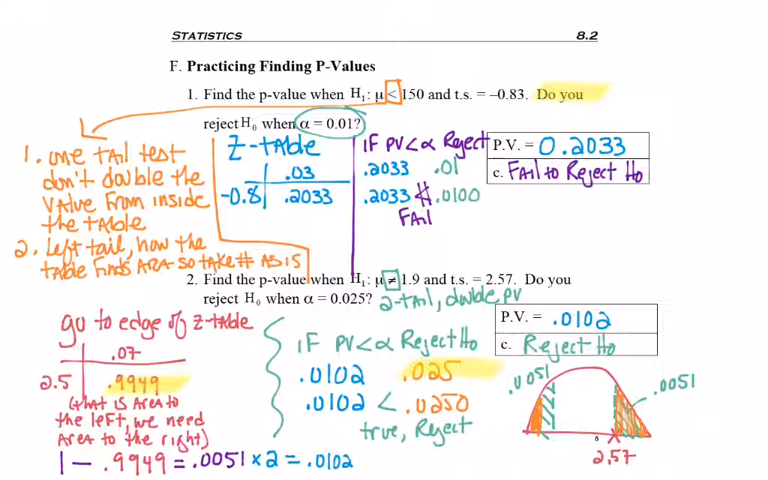 STATISTICS 8.2
F. Practicing Finding P-Values
1. Find the p-value when H₁: μ < 150 and t.s. = –0.83. Do you
reject H₀ when α = 0.01?
1. one tail test
don't double the
value from inside
the table
2. Left tail, how the
table finds area so take # AS IS
Z-table
.03
-0.8 .2033
IF PV<α Reject
.2033 .01
.2033 ≮ .0100
FAil
P.V. = 0.2033
c. FAil to Reject Ho
2. Find the p-value when H₁: μ ≠ 1.9 and t.s. = 2.57. Do you
reject H₀ when α = 0.025?
2-tail, double PV
go to edge of Z-table
.07
2.5 .9949
(that is Area to
the left, we need
Area to the right)
1 - .9949 = .0051 x 2 = .0102
IF PV<α Reject Ho
.0102 .025
.0102 < .0250
true, Reject
P.V. = .0102
c. Reject Ho
.0051
.0051
6
2.57